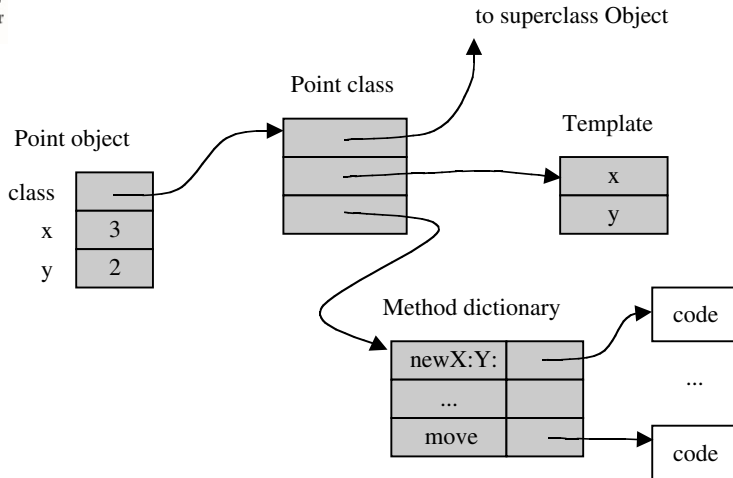 r
to superclass Object
Point class
Template
Point object
class
x
x
3
y
y
2
Method dictionary
newX:Y:
code
...
...
move
code